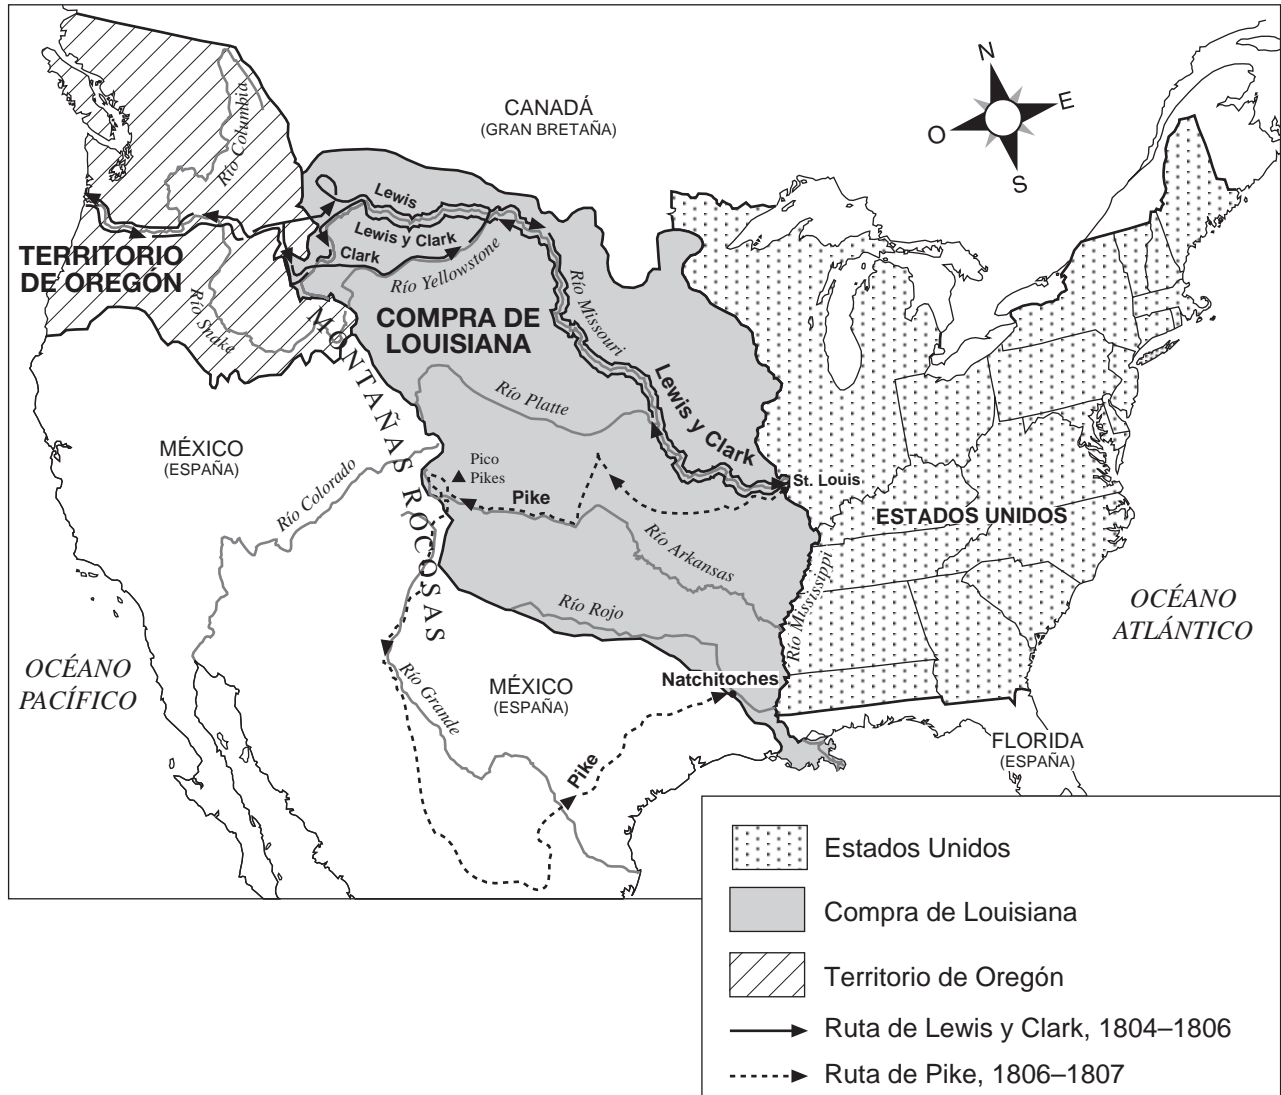 CANADÁ
(GRAN BRETAÑA)
N
E
O
S
Río Columbia
Lewis
Lewis y Clark
Clark
Río Yellowstone
TERRITORIO
DE OREGÓN
Río Snake
COMPRA DE
LOUISIANA
Río Missouri
MONTAÑAS ROCOSAS
Río Platte
Lewis y Clark
MÉXICO
(ESPAÑA)
Río Colorado
Pico
Pikes
Pike
St. Louis
ESTADOS UNIDOS
Río Arkansas
Río Mississippi
Río Rojo
OCÉANO
ATLÁNTICO
OCÉANO
PACÍFICO
Río Grande
MÉXICO
(ESPAÑA)
Natchitoches
Pike
FLORIDA
(ESPAÑA)
Estados Unidos
Compra de Louisiana
Territorio de Oregón
Ruta de Lewis y Clark, 1804–1806
Ruta de Pike, 1806–1807